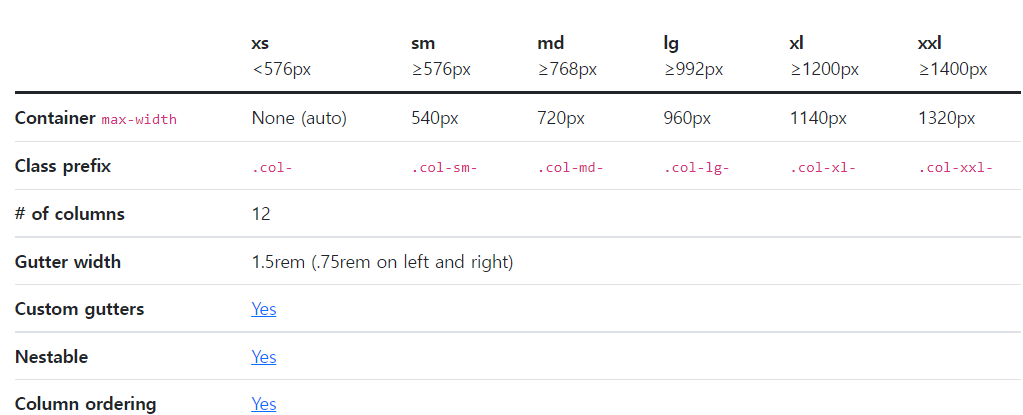 xs sm md lg xl xxl
<576px ≥576px ≥768px ≥992px ≥1200px ≥1400px
Container max-width None (auto) 540px 720px 960px 1140px 1320px
Class prefix .col- .col-sm- .col-md- .col-lg- .col-xl- .col-xxl-
# of columns 12
Gutter width 1.5rem (.75rem on left and right)
Custom gutters Yes
Nestable Yes
Column ordering Yes